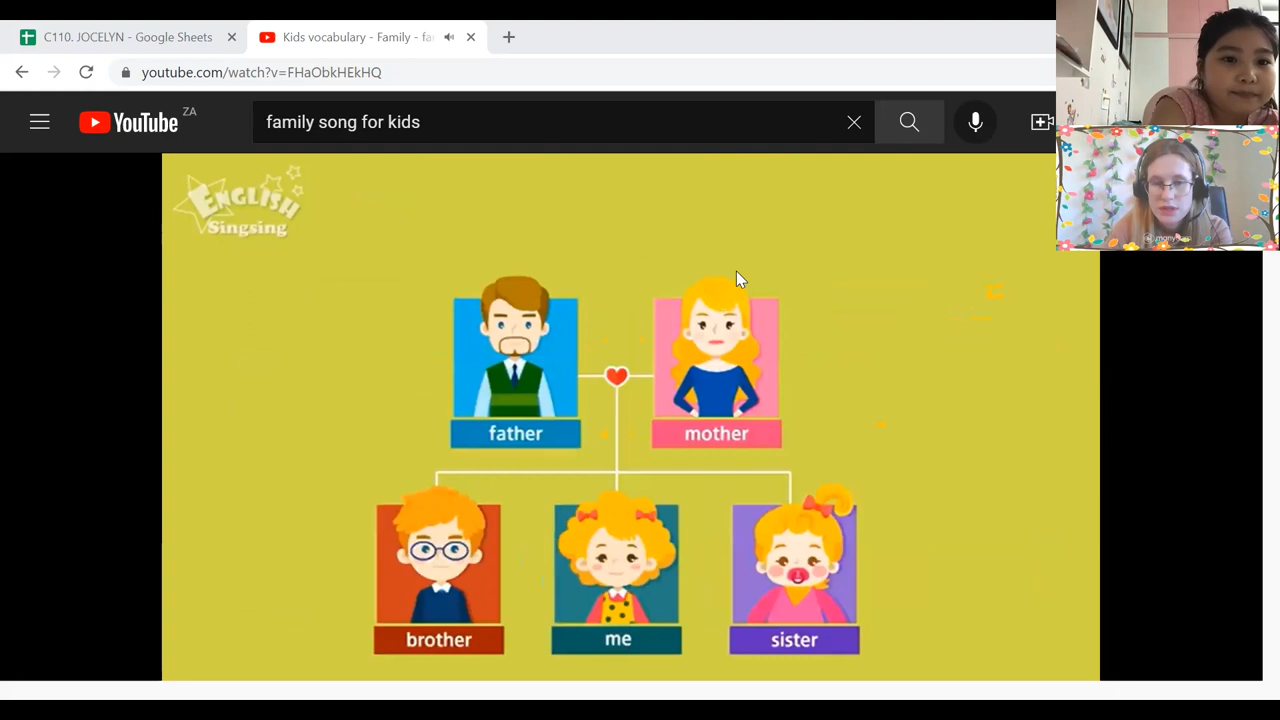 C110. JOCELYN - Google Sheets
Kids vocabulary - Family - fa
youtube.com/watch?v=FHaObkHEkHQ
YouTube ZA
family song for kids
ENGLISH
Singsing
father
mother
brother
me
sister